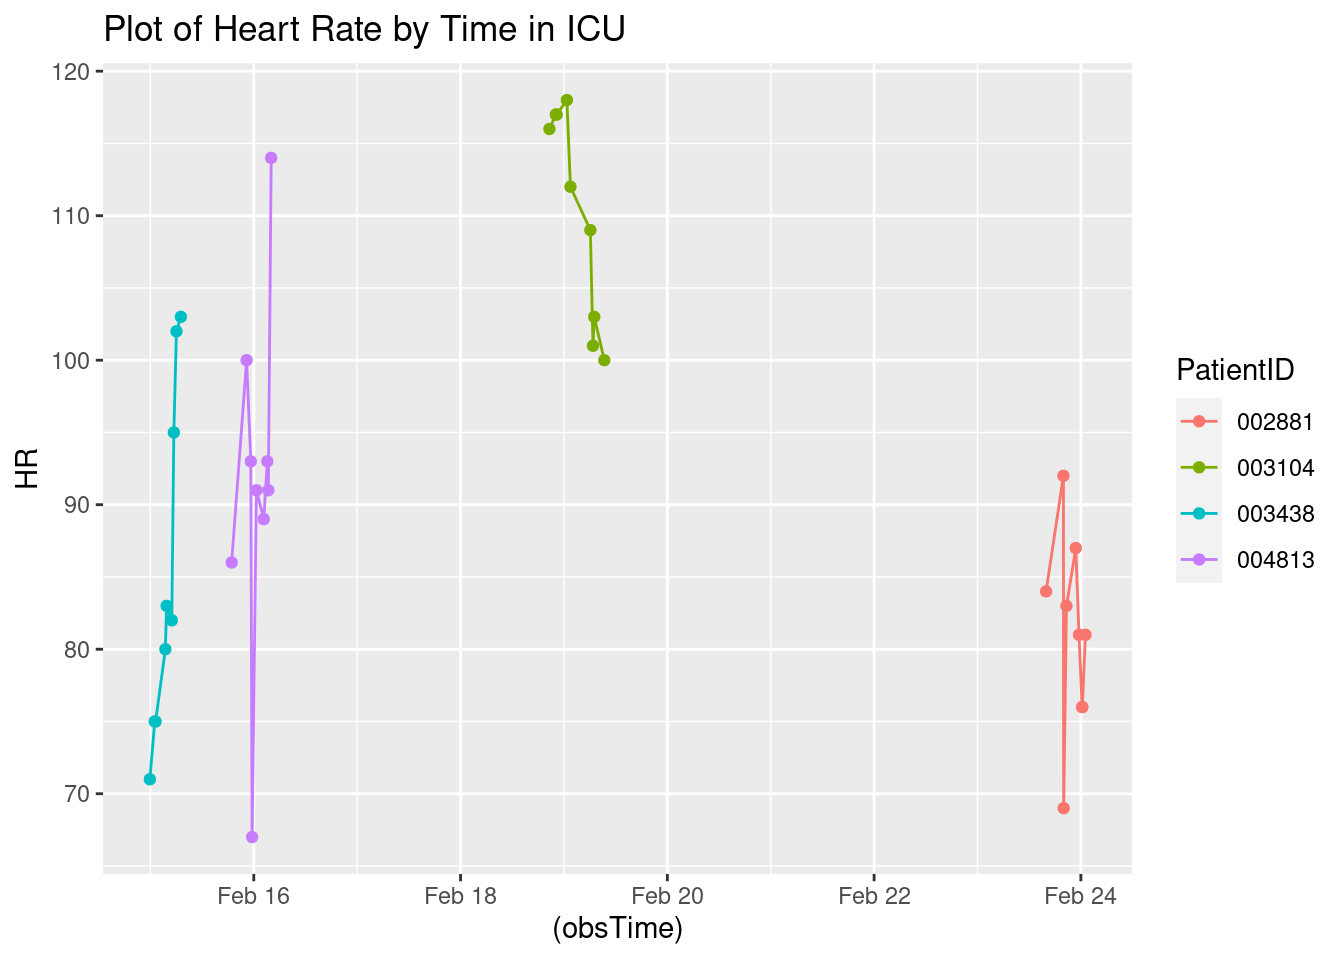 Plot of Heart Rate by Time in ICU
120
110
100
90
80
70
HR
Feb 16 Feb 18 Feb 20 Feb 22 Feb 24
(obsTime)
PatientID
002881
003104
003438
004813